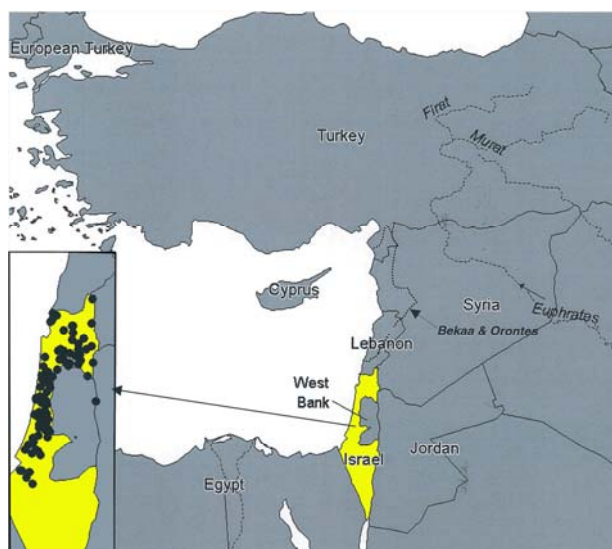 European Turkey
Turkey
Firat
Murat
Cyprus
Syria
Euphrates
Bekaa & Orontes
Lebanon
West
Bank
Israel
Jordan
Egypt